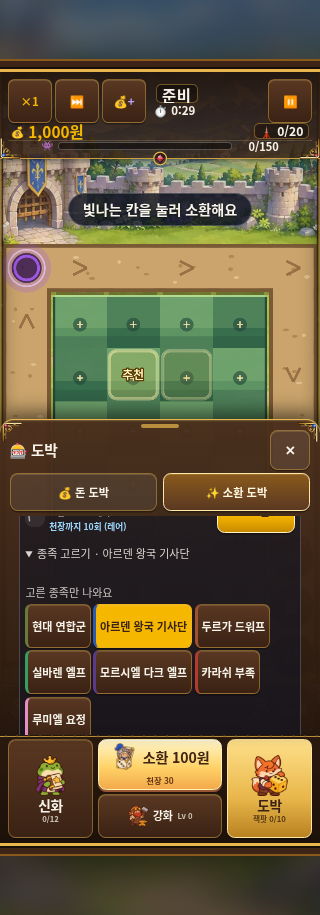 ×1
준비
0:29
1,000원
0/20
0/150
빛나는 칸을 눌러 소환해요
추천
도박
×
돈 도박
소환 도박
천장까지 10회 (레어)
▼ 종족 고르기 · 아르덴 왕국 기사단
고른 종족만 나와요
현대 연합군
아르덴 왕국 기사단
두르가 드워프
실바렌 엘프
모르시엘 다크 엘프
카라쉬 부족
루미엘 요정
신화
0/12
소환 100원
천장 30
강화 Lv 0
도박
잭팟 0/10